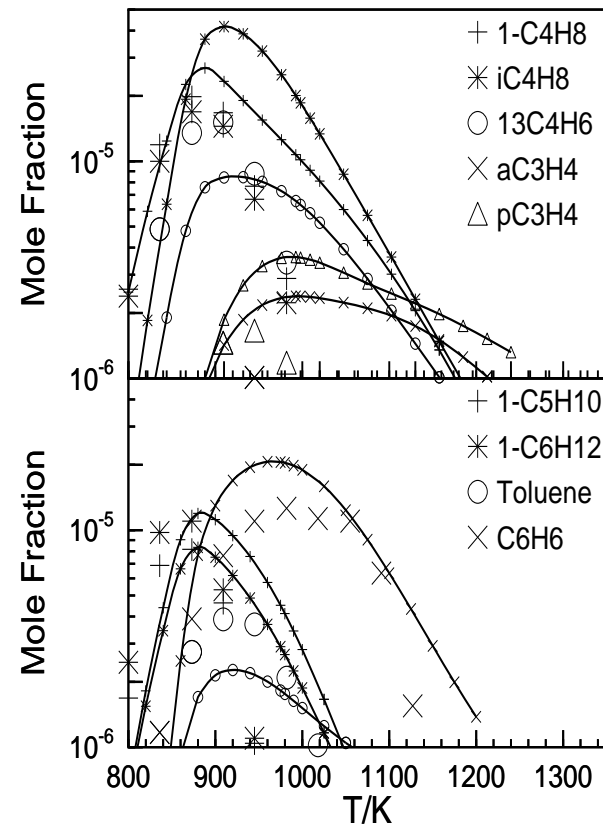 1-C4H8
iC4H8
13C4H6
aC3H4
pC3H4
10^-5
10^-6
Mole Fraction
1-C5H10
1-C6H12
Toluene
C6H6
10^-5
10^-6
Mole Fraction
800 900 1000 1100 1200 1300
T/K